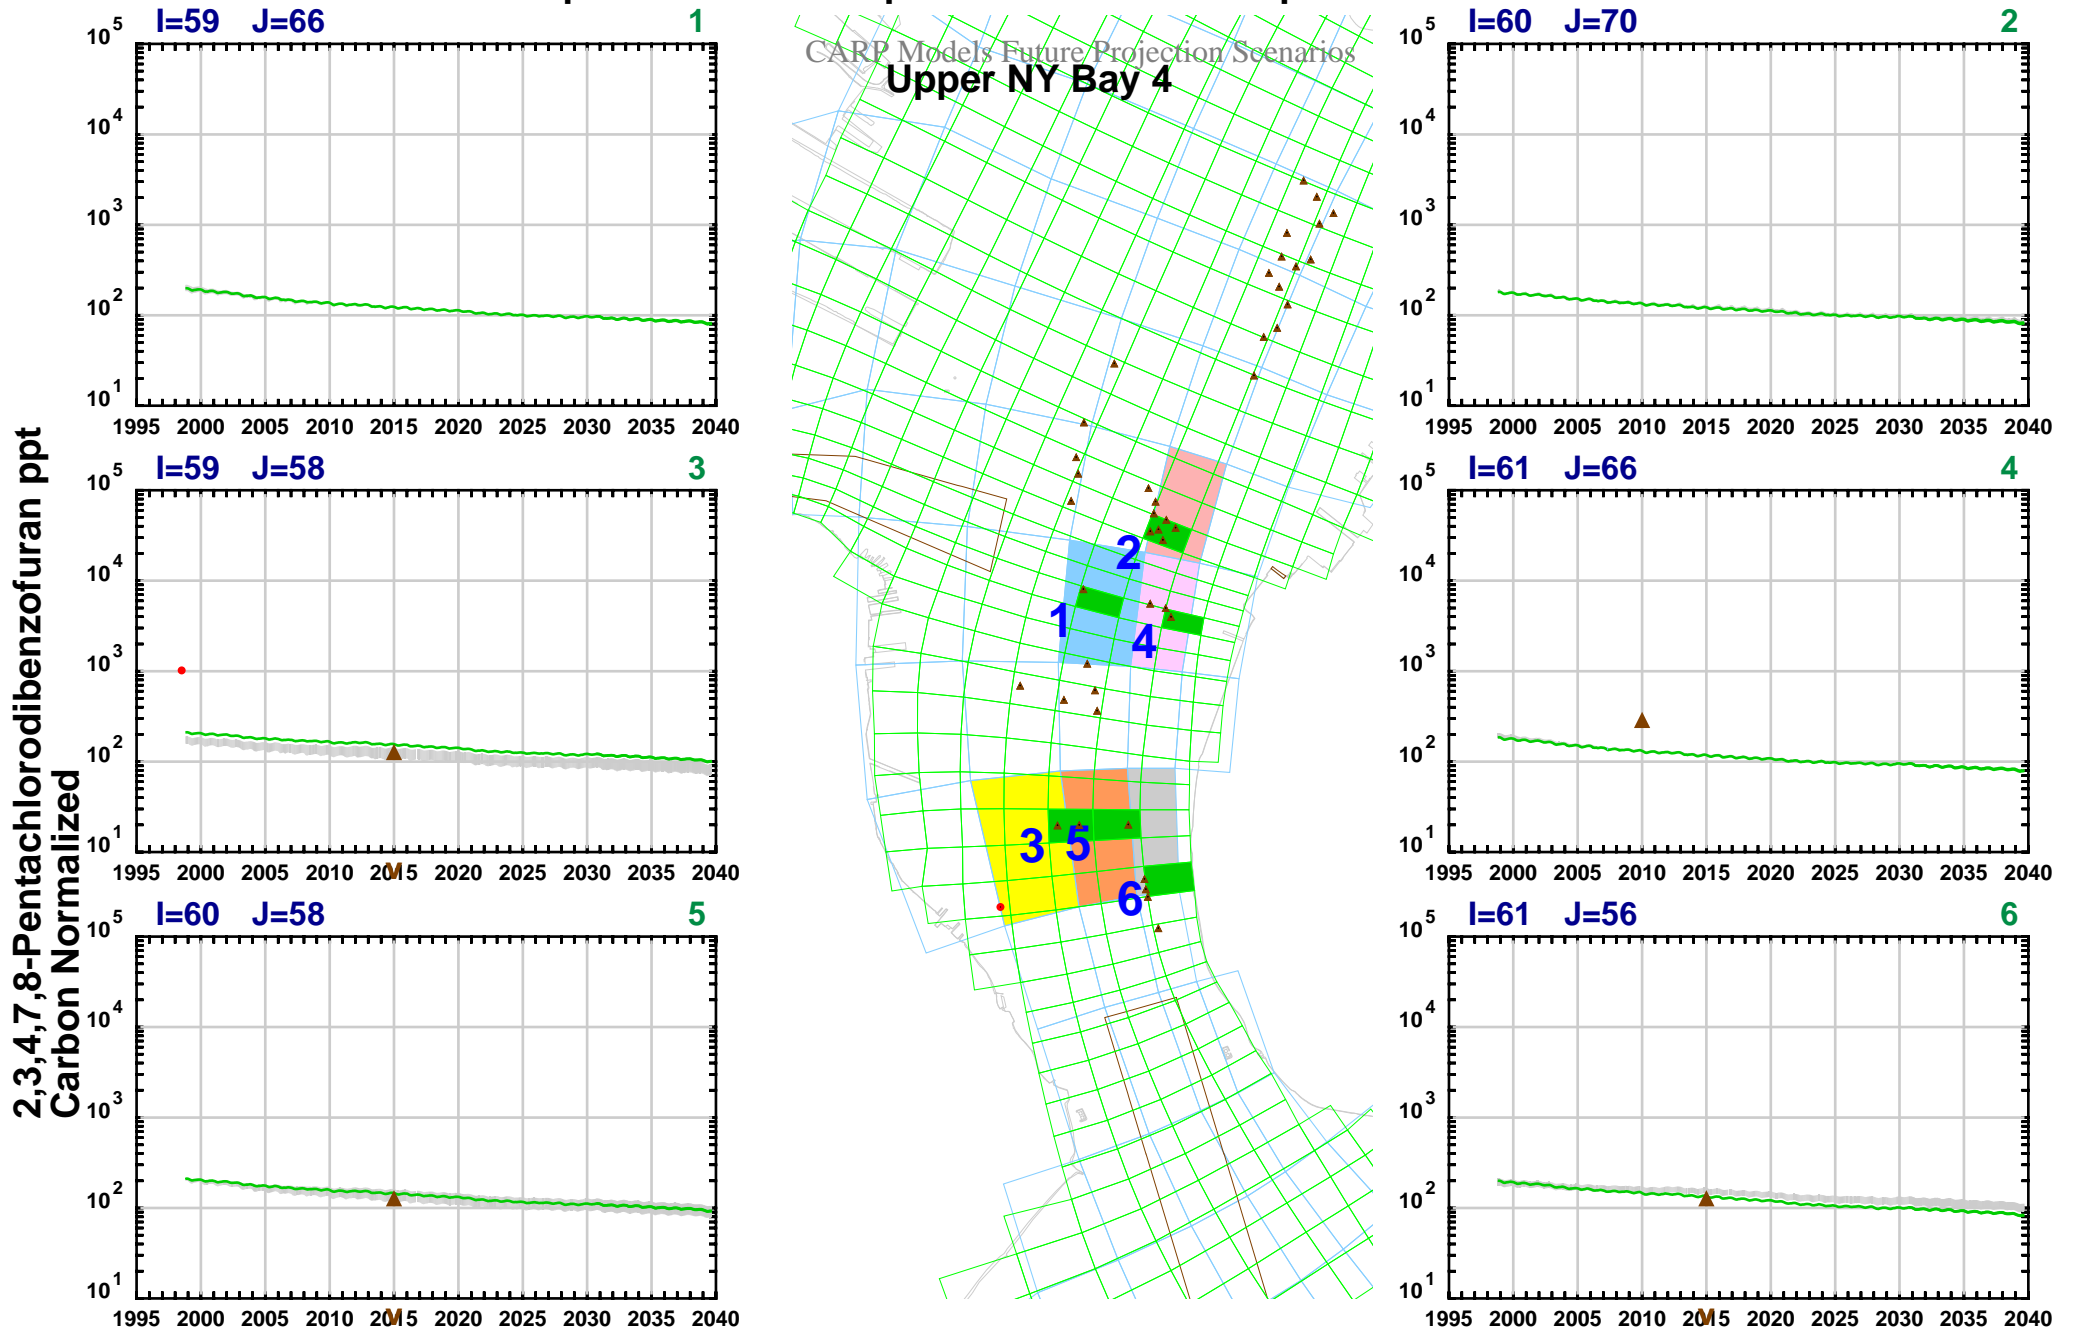 I=59 J=66 1
10^5
10^4
10^3
10^2
10^1
1995 2000 2005 2010 2015 2020 2025 2030 2035 2040
CARP Models Future Projection Scenarios
Upper NY Bay 4
2
1
4
3 5
6
I=60 J=70 2
10^5
10^4
10^3
10^2
10^1
1995 2000 2005 2010 2015 2020 2025 2030 2035 2040
2,3,4,7,8-Pentachlorodibenzofuran ppt
Carbon Normalized
I=59 J=58 3
10^5
10^4
10^3
10^2
10^1
1995 2000 2005 2010 2015 2020 2025 2030 2035 2040
V
I=61 J=66 4
10^5
10^4
10^3
10^2
10^1
1995 2000 2005 2010 2015 2020 2025 2030 2035 2040
I=60 J=58 5
10^5
10^4
10^3
10^2
10^1
1995 2000 2005 2010 2015 2020 2025 2030 2035 2040
V
I=61 J=56 6
10^5
10^4
10^3
10^2
10^1
1995 2000 2005 2010 2015 2020 2025 2030 2035 2040
V